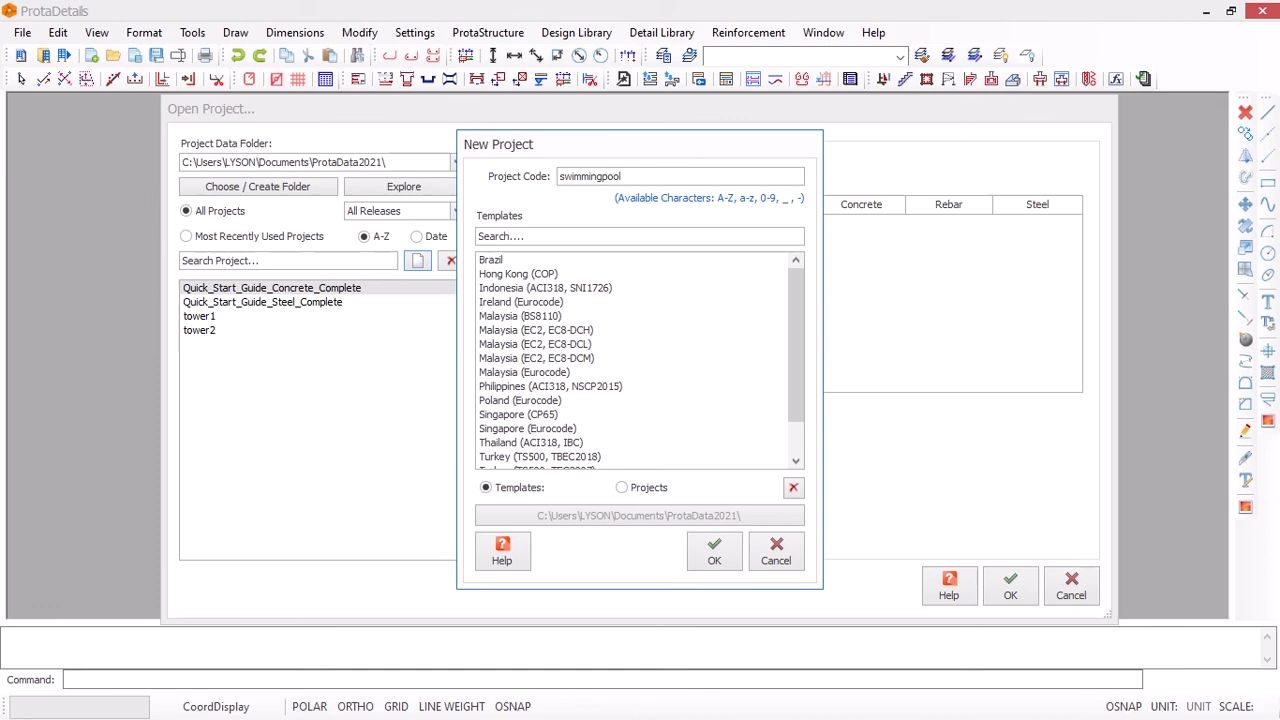 ProtaDetails
File Edit View Format Tools Draw Dimensions Modify Settings ProtaStructure Design Library Detail Library Reinforcement Window Help
Open Project...
Project Data Folder:
C:\Users\LYSON\Documents\ProtaData2021\
Choose / Create Folder Explore
All Projects All Releases
Most Recently Used Projects A-Z Date
Search Project...
Quick_Start_Guide_Concrete_Complete
Quick_Start_Guide_Steel_Complete
tower1
tower2
New Project
Project Code: swimmingpool
(Available Characters: A-Z, a-z, 0-9, _ , -)
Templates
Search....
Brazil
Hong Kong (COP)
Indonesia (ACI318, SNI1726)
Ireland (Eurocode)
Malaysia (BS8110)
Malaysia (EC2, EC8-DCH)
Malaysia (EC2, EC8-DCL)
Malaysia (EC2, EC8-DCM)
Malaysia (Eurocode)
Philippines (ACI318, NSCP2015)
Poland (Eurocode)
Singapore (CP65)
Singapore (Eurocode)
Thailand (ACI318, IBC)
Turkey (TS500, TBEC2018)
Templates: Projects
C:\Users\LYSON\Documents\ProtaData2021\
Help OK Cancel
Concrete Rebar Steel
Help OK Cancel
Command:
CoordDisplay POLAR ORTHO GRID LINE WEIGHT OSNAP OSNAP UNIT: UNIT SCALE: